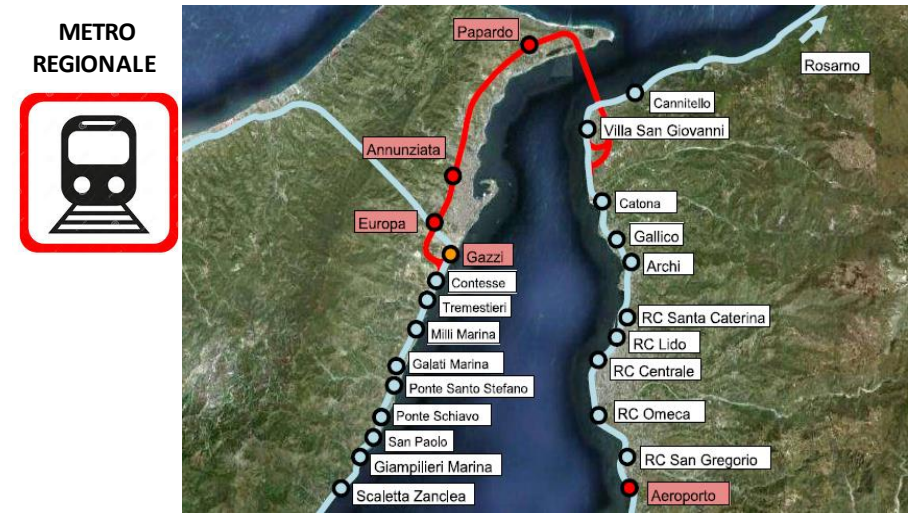 METRO
REGIONALE
Papardo
Rosarno
Cannitello
Villa San Giovanni
Annunziata
Catona
Europa
Gallico
Gazzi
Archi
Contesse
Tremestieri
RC Santa Caterina
Milli Marina
RC Lido
Galati Marina
RC Centrale
Ponte Santo Stefano
Ponte Schiavo
RC Omeca
San Paolo
Giampilieri Marina
RC San Gregorio
Scaletta Zanclea
Aeroporto